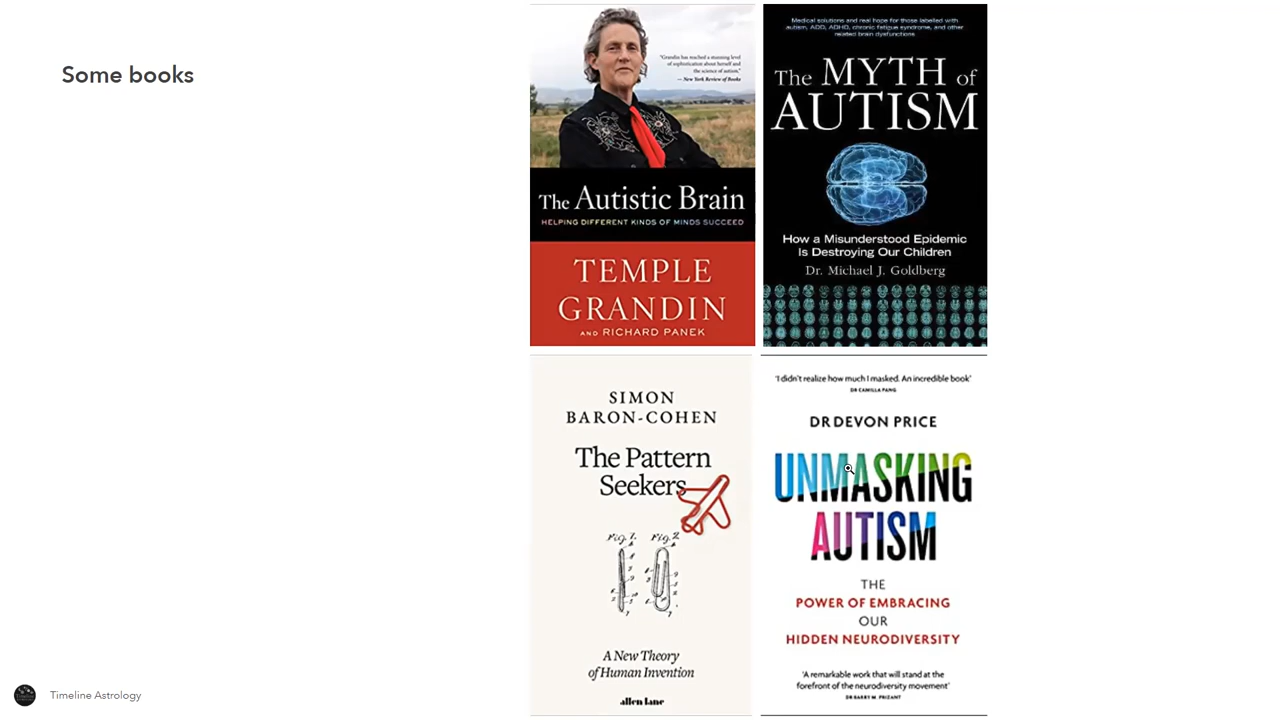 Some books
"Grandin has reached a stunning level
of sophistication about herself and
the science of autism."
— New York Review of Books
The Autistic Brain
HELPING DIFFERENT KINDS OF MINDS SUCCEED
TEMPLE
GRANDIN
AND RICHARD PANEK
Medical solutions and real hope for those labelled with
autism, ADD, ADHD, chronic fatigue syndrome, and other
related brain dysfunctions
The MYTH of
AUTISM
How a Misunderstood Epidemic
Is Destroying Our Children
Dr. Michael J. Goldberg
SIMON
BARON-COHEN
The Pattern
Seekers
Fig. 1.
Fig. 2
A New Theory
of Human Invention
allen lane
'I didn't realize how much I masked. An incredible book'
DR CAMILLA PANG
DR DEVON PRICE
UNMASKING
AUTISM
THE
POWER OF EMBRACING
OUR
HIDDEN NEURODIVERSITY
'A remarkable work that will stand at the
forefront of the neurodiversity movement'
DR BARRY M. PRIZANT
Timeline Astrology